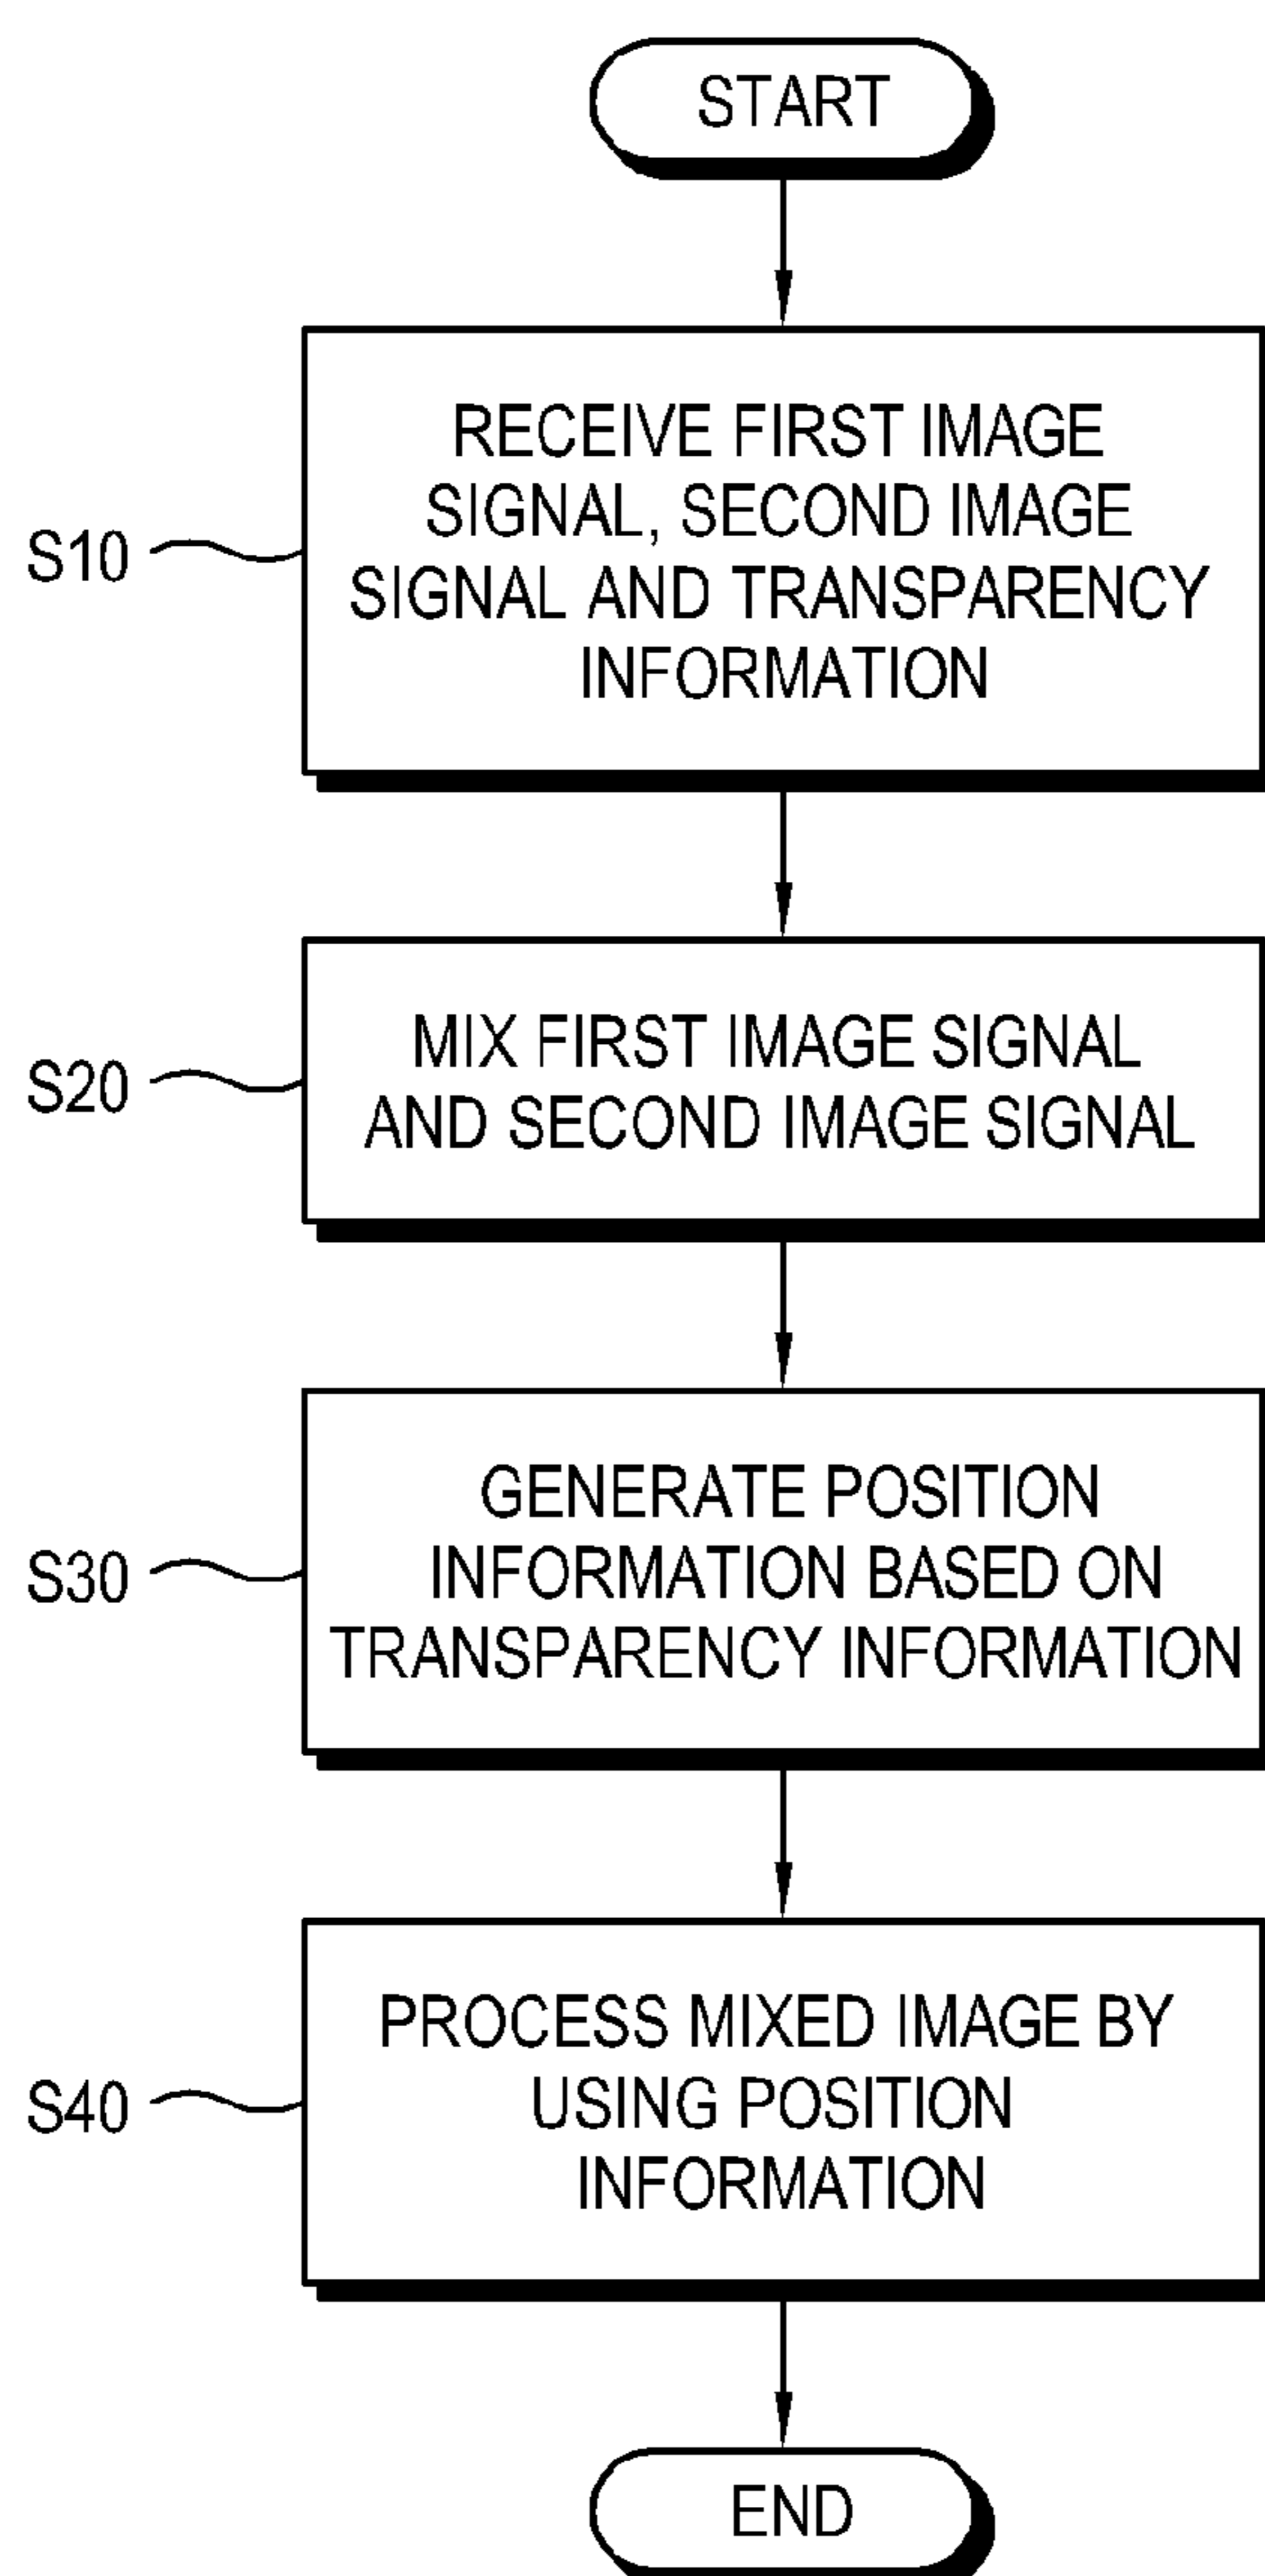 START
RECEIVE FIRST IMAGE
SIGNAL, SECOND IMAGE
SIGNAL AND TRANSPARENCY
INFORMATION
S10
MIX FIRST IMAGE SIGNAL
AND SECOND IMAGE SIGNAL
S20
GENERATE POSITION
INFORMATION BASED ON
TRANSPARENCY INFORMATION
S30
PROCESS MIXED IMAGE BY
USING POSITION
INFORMATION
S40
END